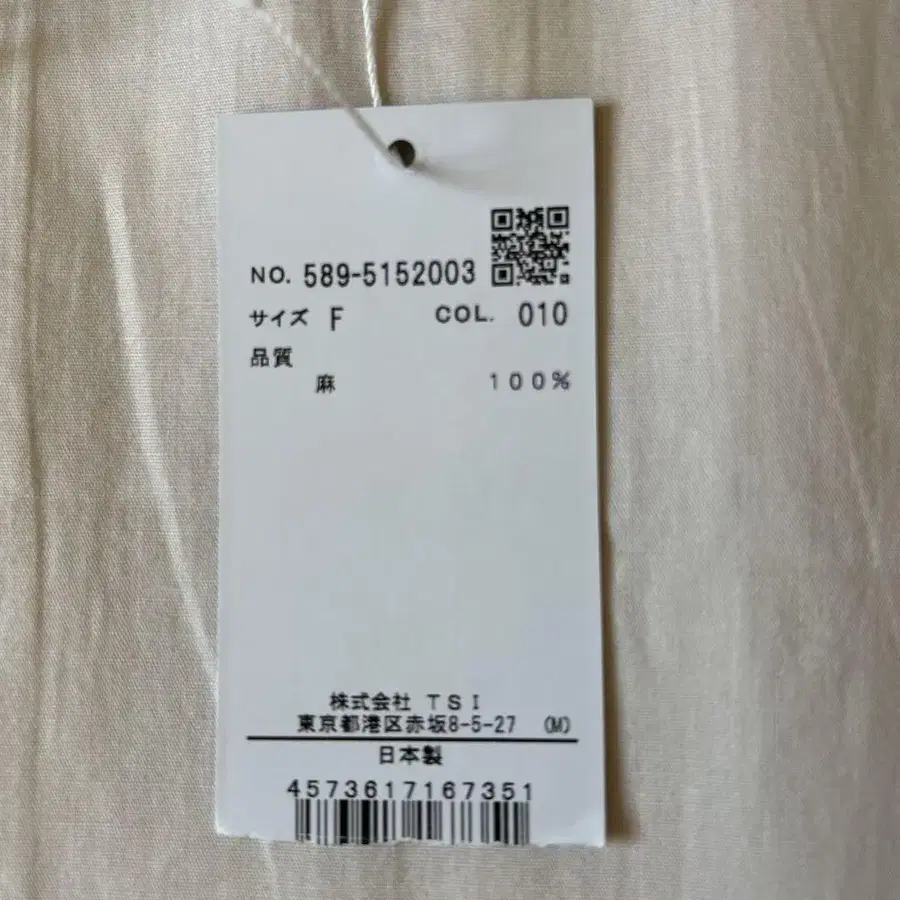 NO. 589-5152003
サイズ F COL. 010
品質
麻 100%
株式会社 TSI
東京都港区赤坂8-5-27 (M)
日本製
4573617167351